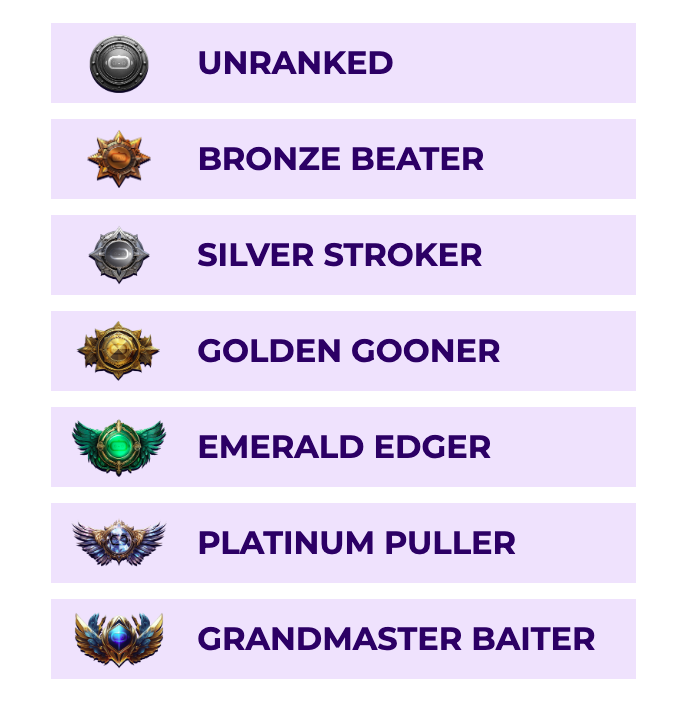 UNRANKED
BRONZE BEATER
SILVER STROKER
GOLDEN GOONER
EMERALD EDGER
PLATINUM PULLER
GRANDMASTER BAITER